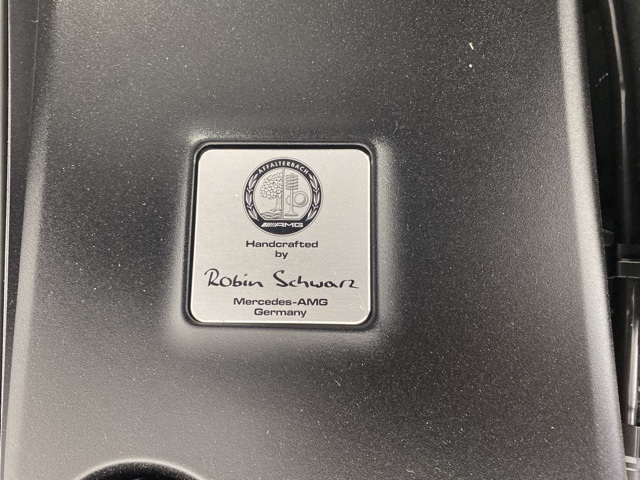 AFFALTERBACH
AMG
Handcrafted
by
Robin Schwarz
Mercedes-AMG
Germany